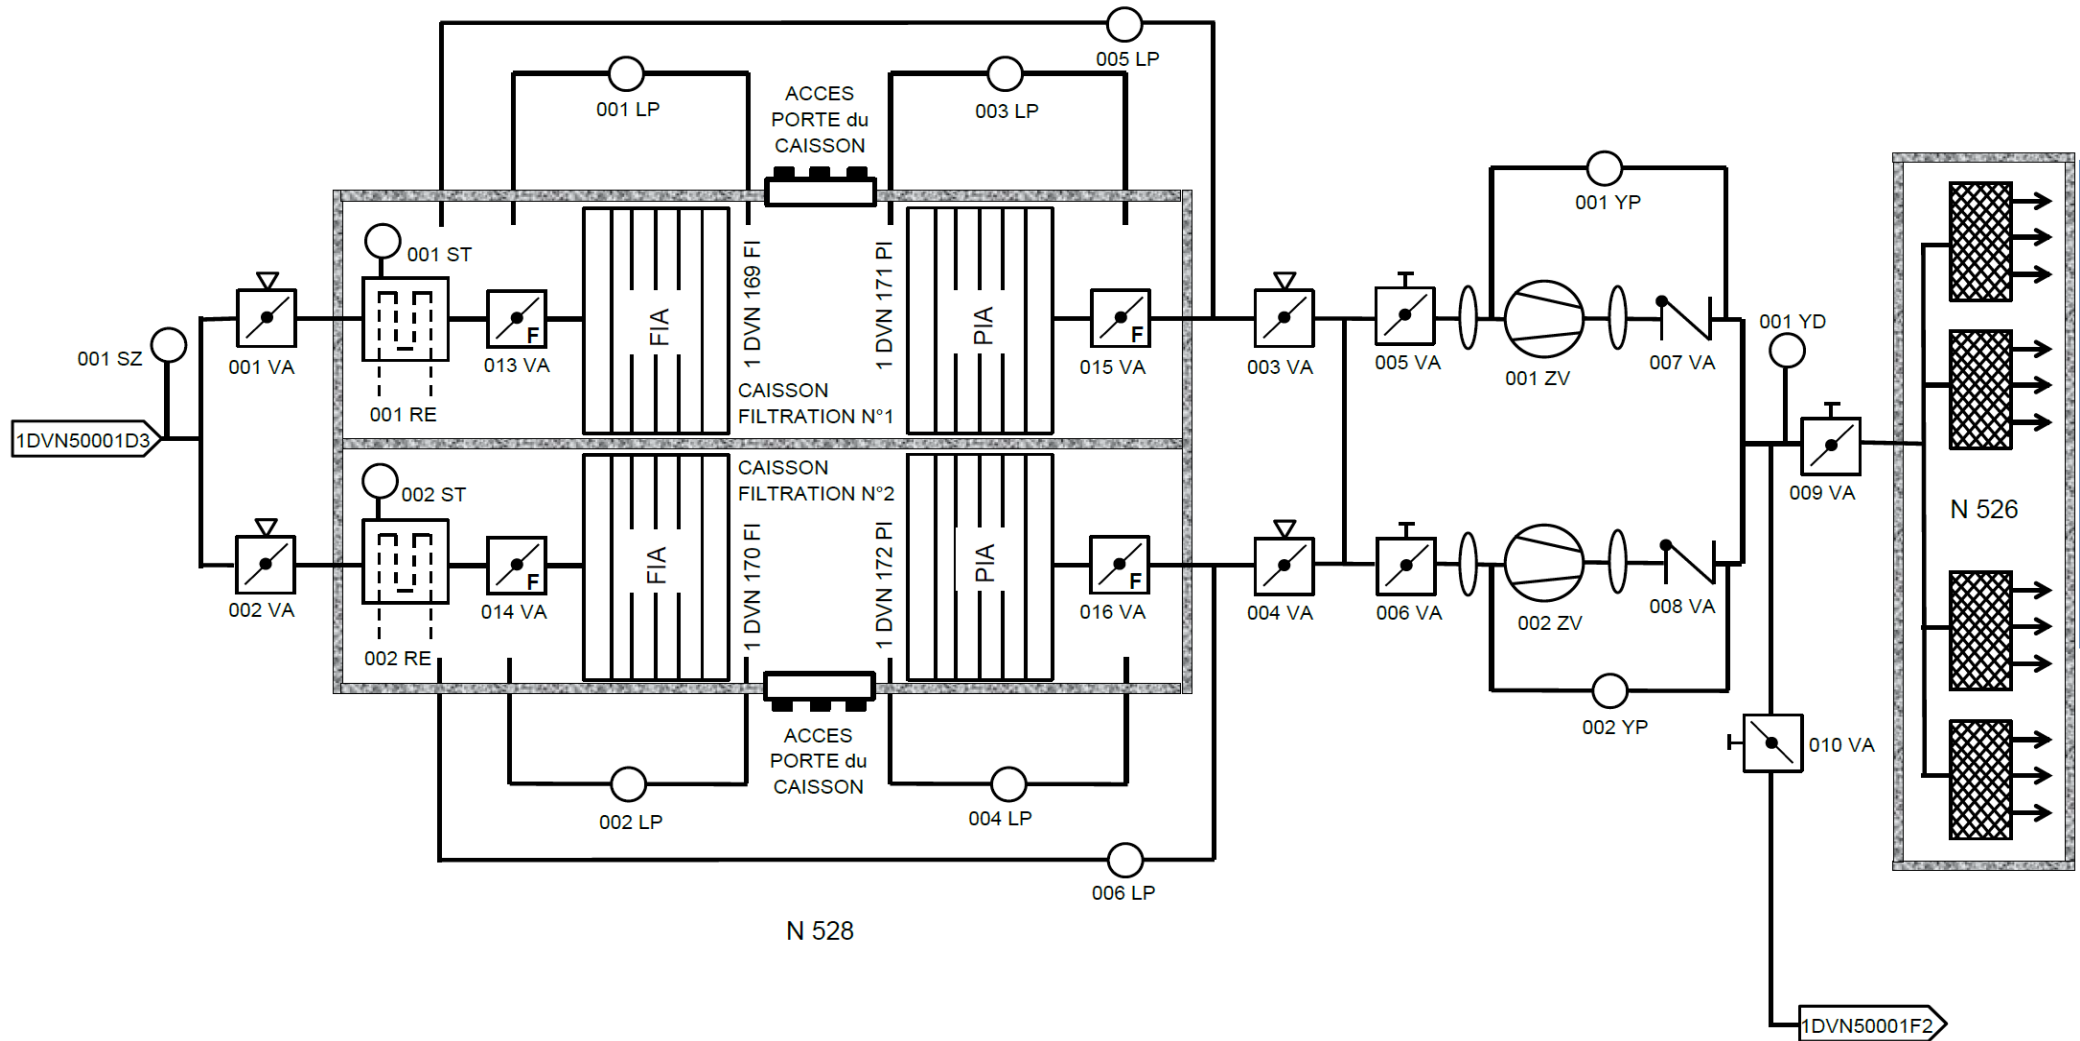 005 LP
001 LP
003 LP
ACCES
PORTE du
CAISSON
001 YP
001 ST
1 DVN 169 FI
1 DVN 171 PI
001 SZ
001 VA
013 VA
FIA
PIA
015 VA
003 VA
005 VA
001 ZV
007 VA
001 YD
F
F
001 RE
CAISSON
FILTRATION N°1
1DVN50001D3
CAISSON
FILTRATION N°2
002 ST
009 VA
N 526
002 VA
014 VA
FIA
1 DVN 170 FI
1 DVN 172 PI
PIA
016 VA
004 VA
006 VA
002 ZV
008 VA
F
F
002 RE
002 YP
010 VA
ACCES
PORTE du
CAISSON
002 LP
004 LP
006 LP
N 528
1DVN50001F2